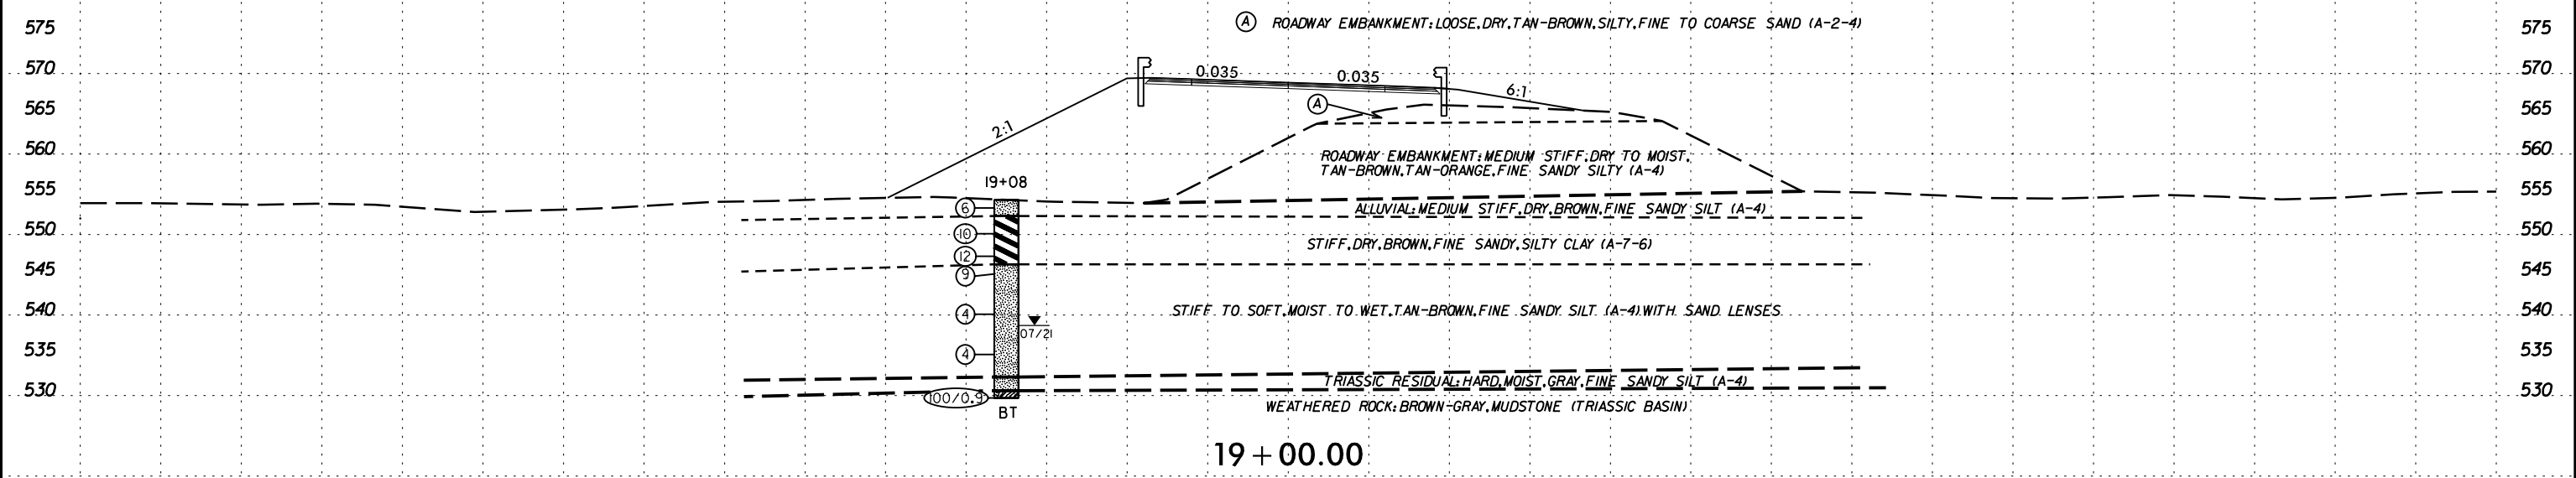 575 Ⓐ ROADWAY EMBANKMENT: LOOSE, DRY, TAN-BROWN, SILTY, FINE TO COARSE SAND (A-2-4) 575
570 0.035 0.035 570
6:1
565 A 565
2:1
560 ROADWAY EMBANKMENT: MEDIUM STIFF, DRY TO MOIST, 560
TAN-BROWN, TAN-ORANGE, FINE SANDY SILTY (A-4)
19+08
555 555
6 ALLUVIAL: MEDIUM STIFF, DRY, BROWN, FINE SANDY SILT (A-4)
550 10 550
STIFF, DRY, BROWN, FINE SANDY, SILTY CLAY (A-7-6)
12
545 9 545
540 4 STIFF TO SOFT, MOIST TO WET, TAN-BROWN, FINE SANDY SILT (A-4) WITH SAND LENSES 540
07/21
535 4 535
TRIASSIC RESIDUAL: HARD, MOIST, GRAY, FINE SANDY SILT (A-4)
530 100/0.9 530
WEATHERED ROCK: BROWN-GRAY, MUDSTONE (TRIASSIC BASIN)
BT
19+00.00